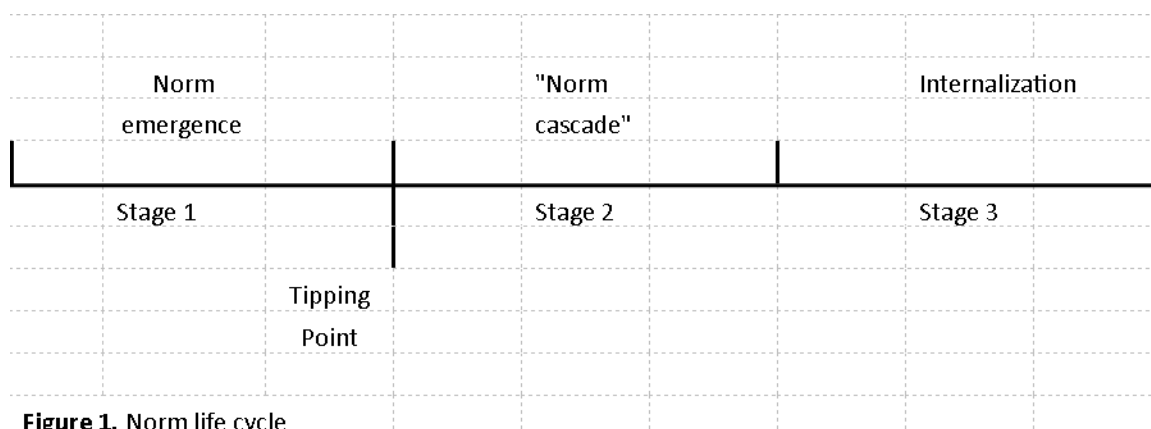 Norm
emergence
"Norm
cascade"
Internalization
Stage 1
Stage 2
Stage 3
Tipping
Point
Figure 1. Norm life cycle